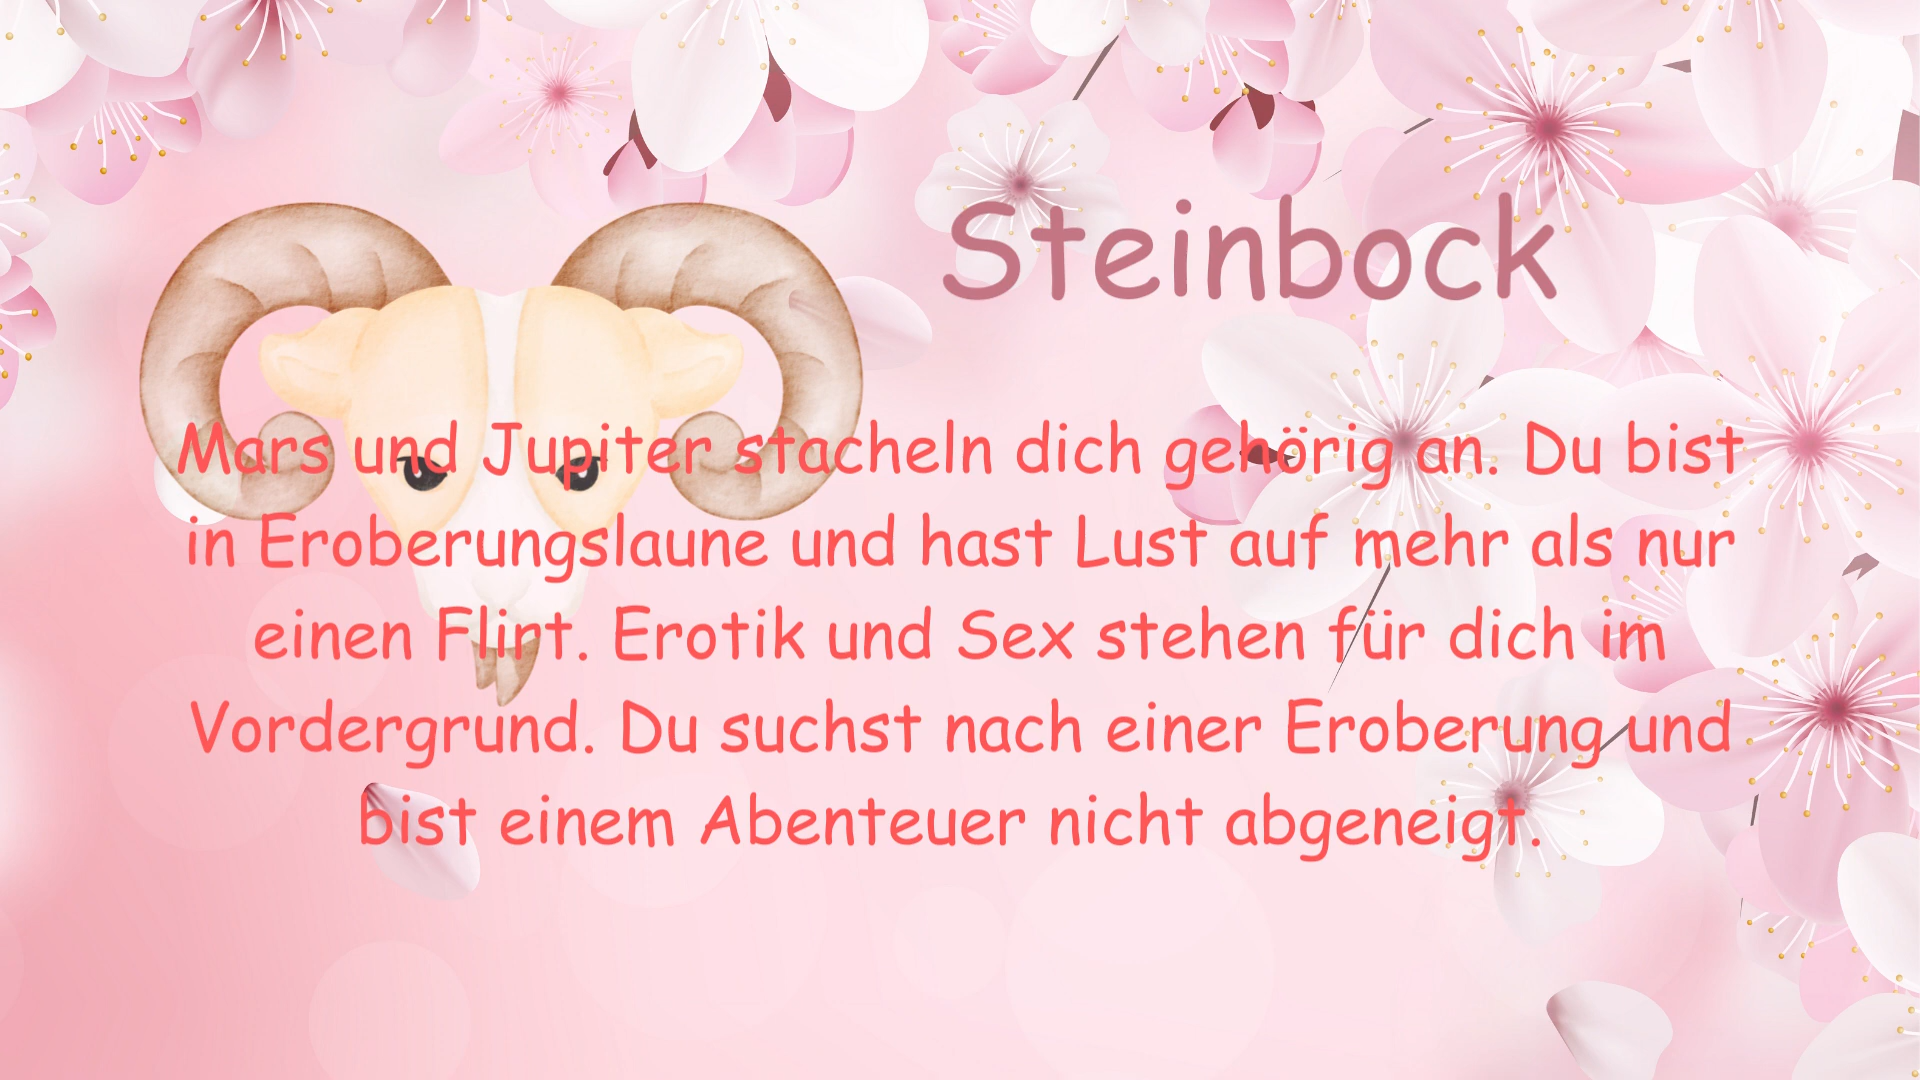 Steinbock
Mars und Jupiter stacheln dich gehörig an. Du bist
in Eroberungslaune und hast Lust auf mehr als nur
einen Flirt. Erotik und Sex stehen für dich im
Vordergrund. Du suchst nach einer Eroberung und
bist einem Abenteuer nicht abgeneigt.